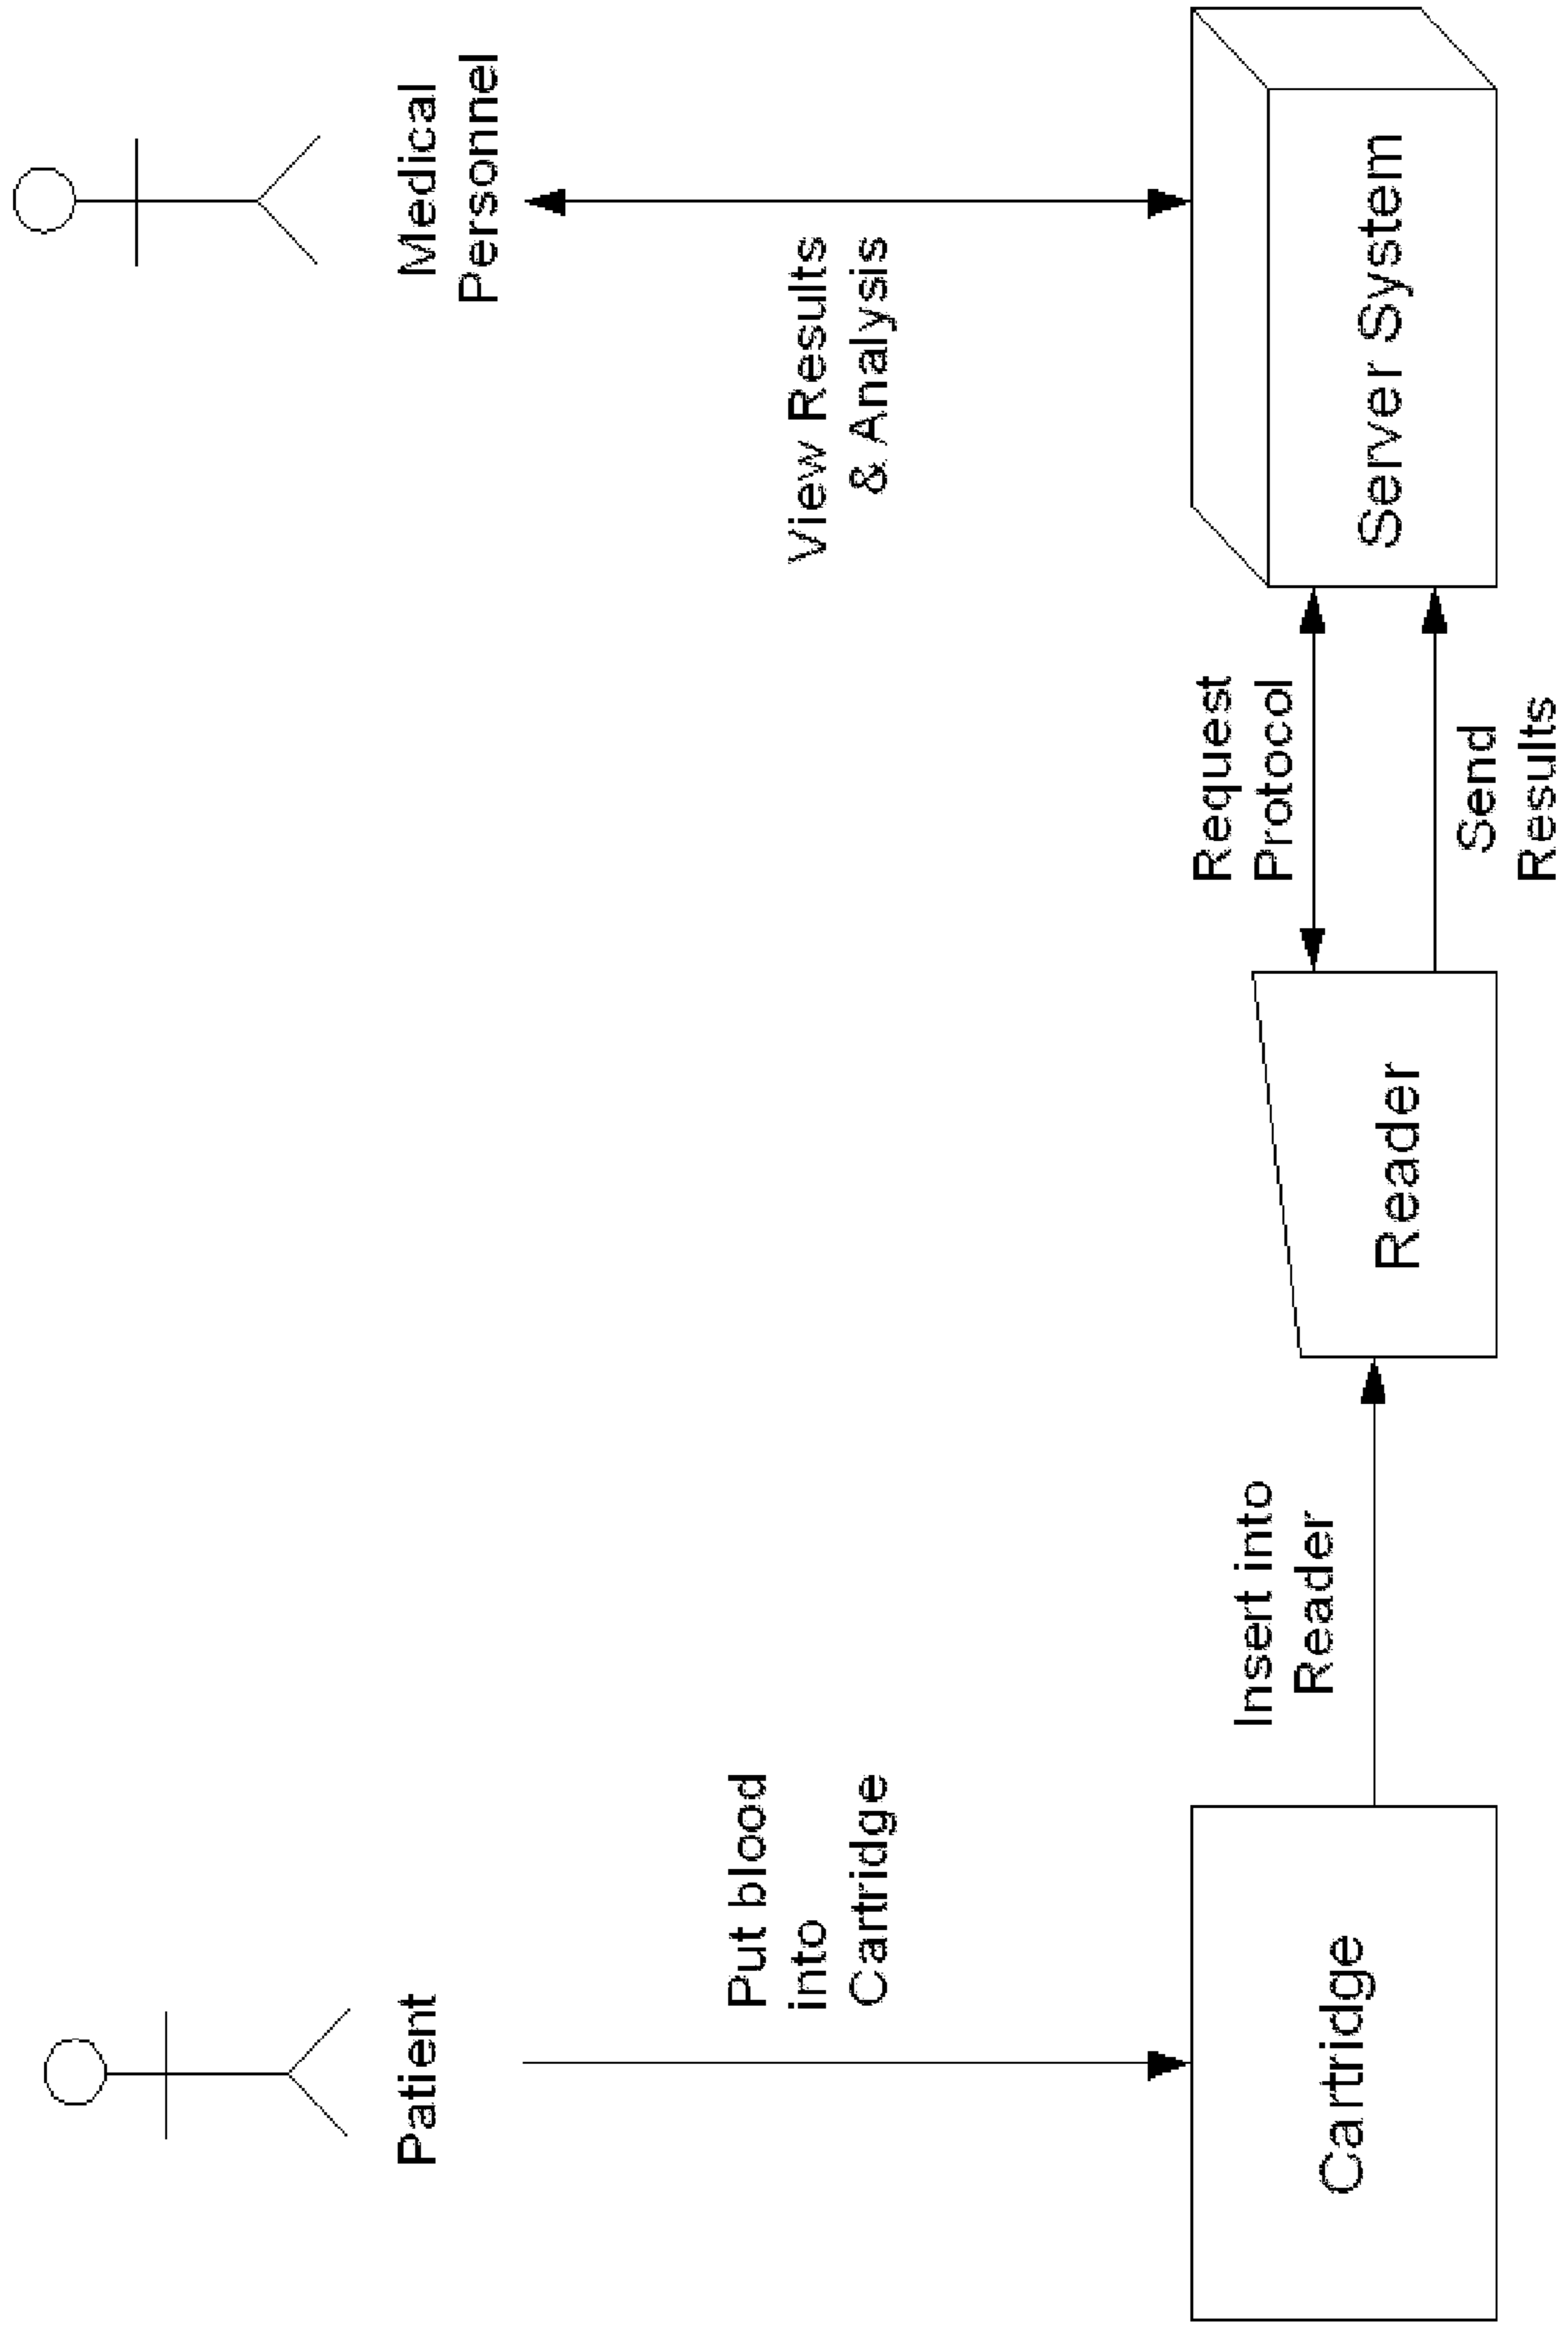 Patient
Put blood
into
Cartridge
Cartridge
Insert into
Reader
Reader
Request
Protocol
Send
Results
Server System
View Results
& Analysis
Medical
Personnel